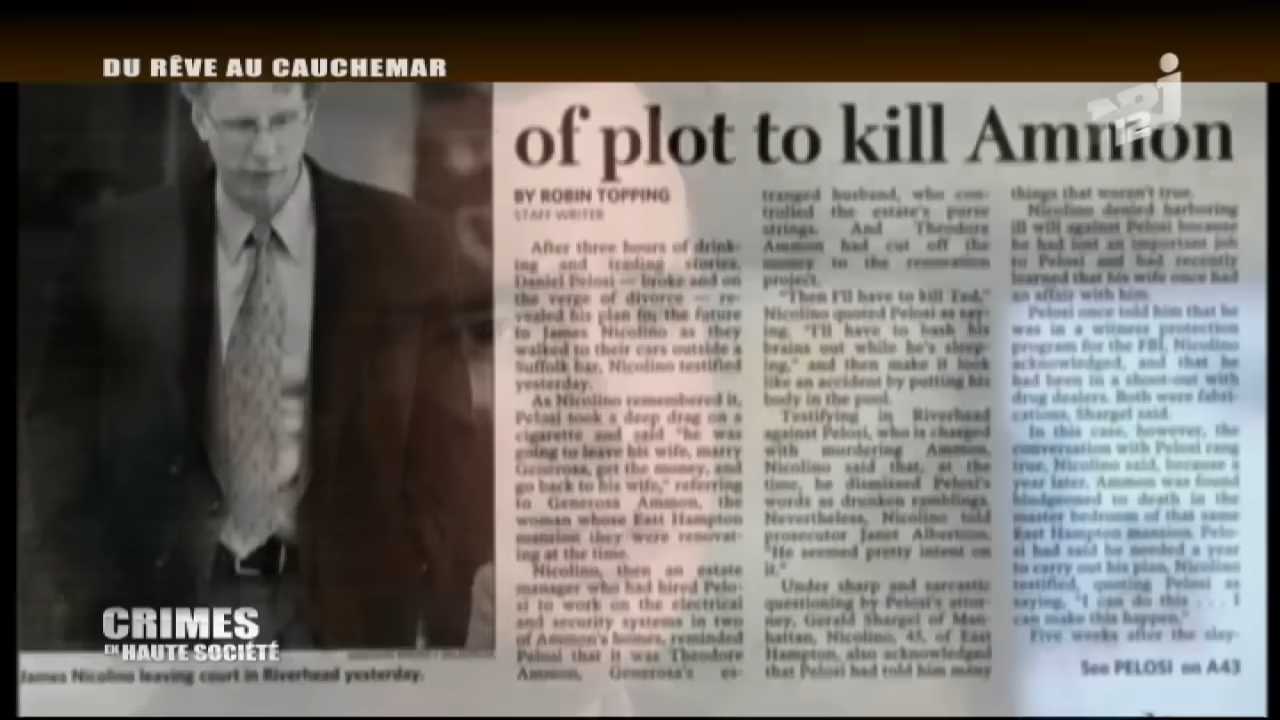 DU RÊVE AU CAUCHEMAR
NRJ
12
of plot to kill Ammon
BY ROBIN TOPPING
STAFF WRITER
After three hours of drink-
ing and trading stories,
Daniel Pelosi — broke and on
the verge of divorce — re-
vealed his plan for the future
to James Nicolino as they
walked to their cars outside a
Suffolk bar, Nicolino testified
yesterday.
As Nicolino remembered it,
Pelosi took a deep drag on a
cigarette and said "he was
going to leave his wife, marry
Generosa, get the money, and
go back to his wife," referring
to Generosa Ammon, the
woman whose East Hampton
mansion they were renovat-
ing at the time.
Nicolino, then an estate
manager who had hired Pelo-
si to work on the electrical
and security systems in two
of Ammon's homes, reminded
Pelosi that it was Theodore
Ammon, Generosa's es-
tranged husband, who con-
trolled the estate's purse
strings. And Theodore
Ammon had cut off the
money to the renovation
project.
"Then I'll have to kill Ted,"
Nicolino quoted Pelosi as say-
ing. "I'll have to bash his
brains out while he's sleep-
ing," and then make it look
like an accident by putting his
body in the pool.
Testifying in Riverhead
against Pelosi, who is charged
with murdering Ammon,
Nicolino said that, at the
time, he dismissed Pelosi's
words as drunken ramblings.
Nevertheless, Nicolino told
prosecutor Janet Albertson,
"He seemed pretty intent on
it."
Under sharp and sarcastic
questioning by Pelosi's attor-
ney, Gerald Shargel of Man-
hattan, Nicolino, 45, of East
Hampton, also acknowledged
that Pelosi had told him many
things that weren't true.
Nicolino denied harboring
ill will against Pelosi because
he had lost an important job
to Pelosi and had recently
learned that his wife once had
an affair with him.
Pelosi once told him that he
was in a witness protection
program for the FBI, Nicolino
acknowledged, and that he
had been in a shoot-out with
drug dealers. Both were fabri-
cations, Shargel said.
In this case, however, the
conversation with Pelosi rang
true, Nicolino said, because a
year later, Ammon was found
bludgeoned to death in the
master bedroom of that same
East Hampton mansion. Pelo-
si had said he needed a year
to carry out his plan, Nicolino
testified, quoting Pelosi as
saying, "I can do this . . . I
can make this happen."
Five weeks after the slay-
See PELOSI on A43
James Nicolino leaving court in Riverhead yesterday.
CRIMES
EN HAUTE SOCIÉTÉ